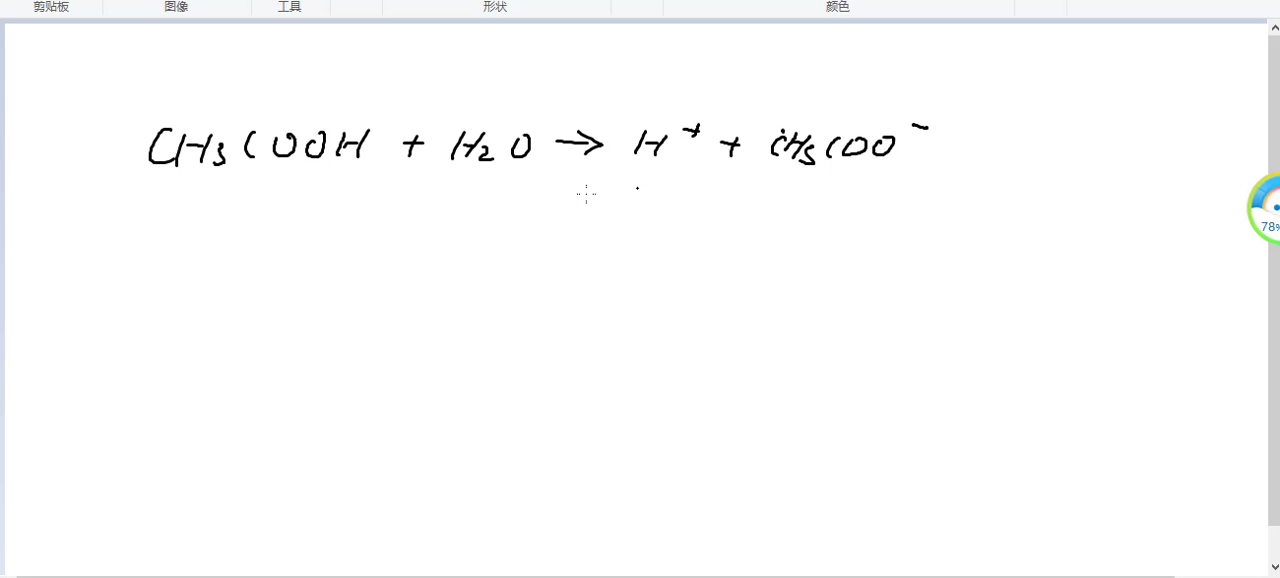 剪贴板 图像 工具 形状 颜色
CH₃COOH + H₂O → H⁺ + CH₃COO⁻
78%